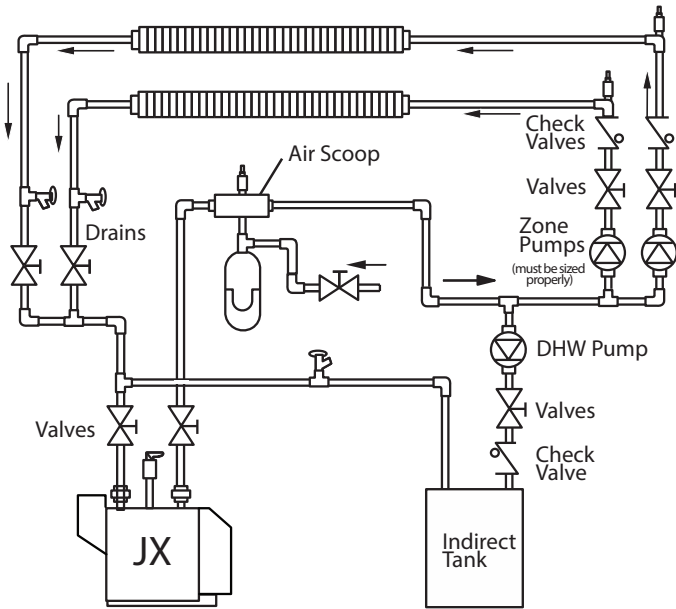 Check
Valves
Air Scoop
Valves
Drains
Zone
Pumps
(must be sized
properly)
DHW Pump
Valves
Valves
Check
Valve
JX
Indirect
Tank